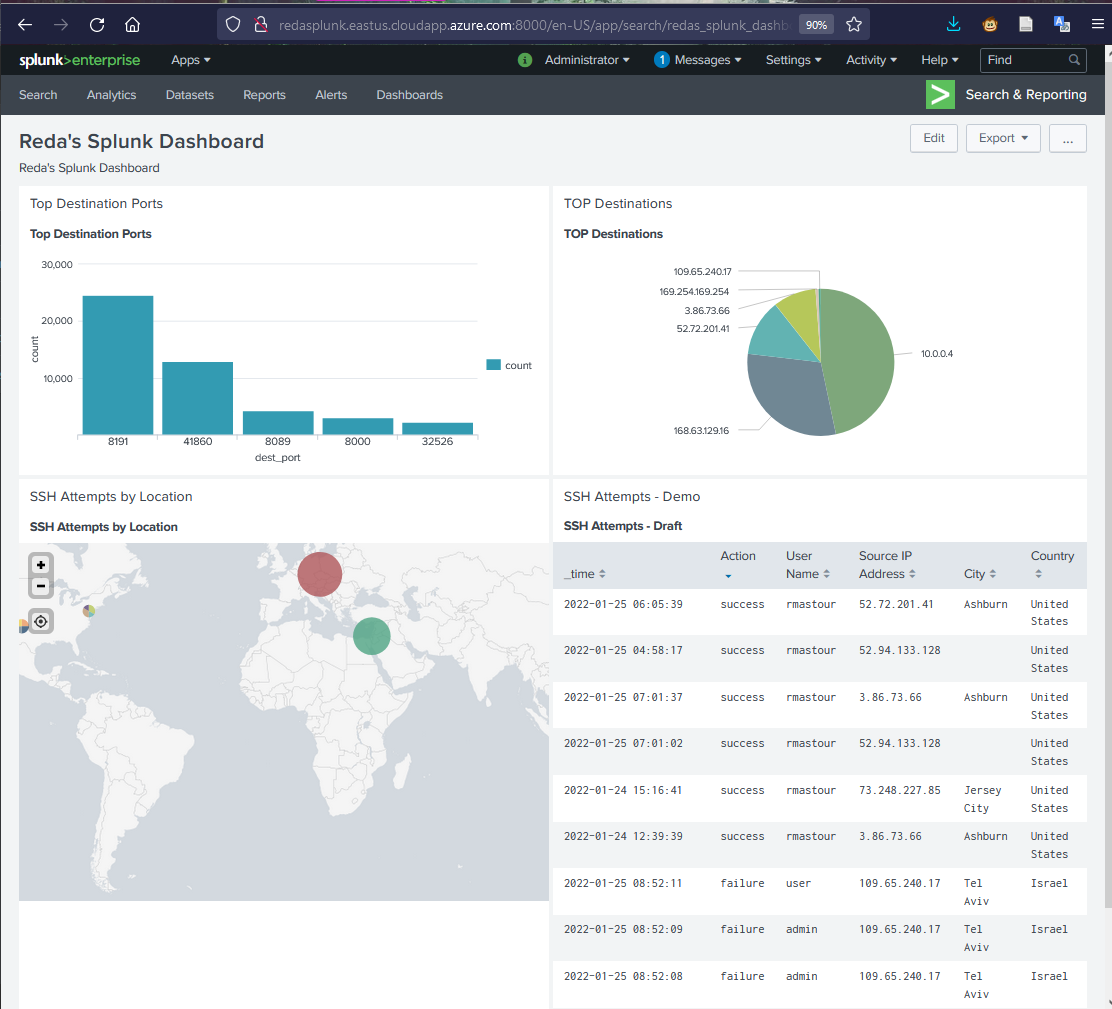 redasplunk.eastus.cloudapp.azure.com:8000/en-US/app/search/redas_splunk_dashb
90%
splunk>enterprise Apps
i Administrator 1 Messages Settings Activity Help Find
Search Analytics Datasets Reports Alerts Dashboards
Search & Reporting
Reda's Splunk Dashboard
Edit Export ...
Reda's Splunk Dashboard
Top Destination Ports
Top Destination Ports
30,000
20,000
10,000
count
count
8191 41860 8089 8000 32526
dest_port
TOP Destinations
TOP Destinations
109.65.240.17
169.254.169.254
3.86.73.66
52.72.201.41
10.0.0.4
168.63.129.16
SSH Attempts by Location
SSH Attempts by Location
+
-
SSH Attempts - Demo
SSH Attempts - Draft
_time Action User Name Source IP Address City Country
2022-01-25 06:05:39 success rmastour 52.72.201.41 Ashburn United States
2022-01-25 04:58:17 success rmastour 52.94.133.128 United States
2022-01-25 07:01:37 success rmastour 3.86.73.66 Ashburn United States
2022-01-25 07:01:02 success rmastour 52.94.133.128 United States
2022-01-24 15:16:41 success rmastour 73.248.227.85 Jersey City United States
2022-01-24 12:39:39 success rmastour 3.86.73.66 Ashburn United States
2022-01-25 08:52:11 failure user 109.65.240.17 Tel Aviv Israel
2022-01-25 08:52:09 failure admin 109.65.240.17 Tel Aviv Israel
2022-01-25 08:52:08 failure admin 109.65.240.17 Tel Aviv Israel